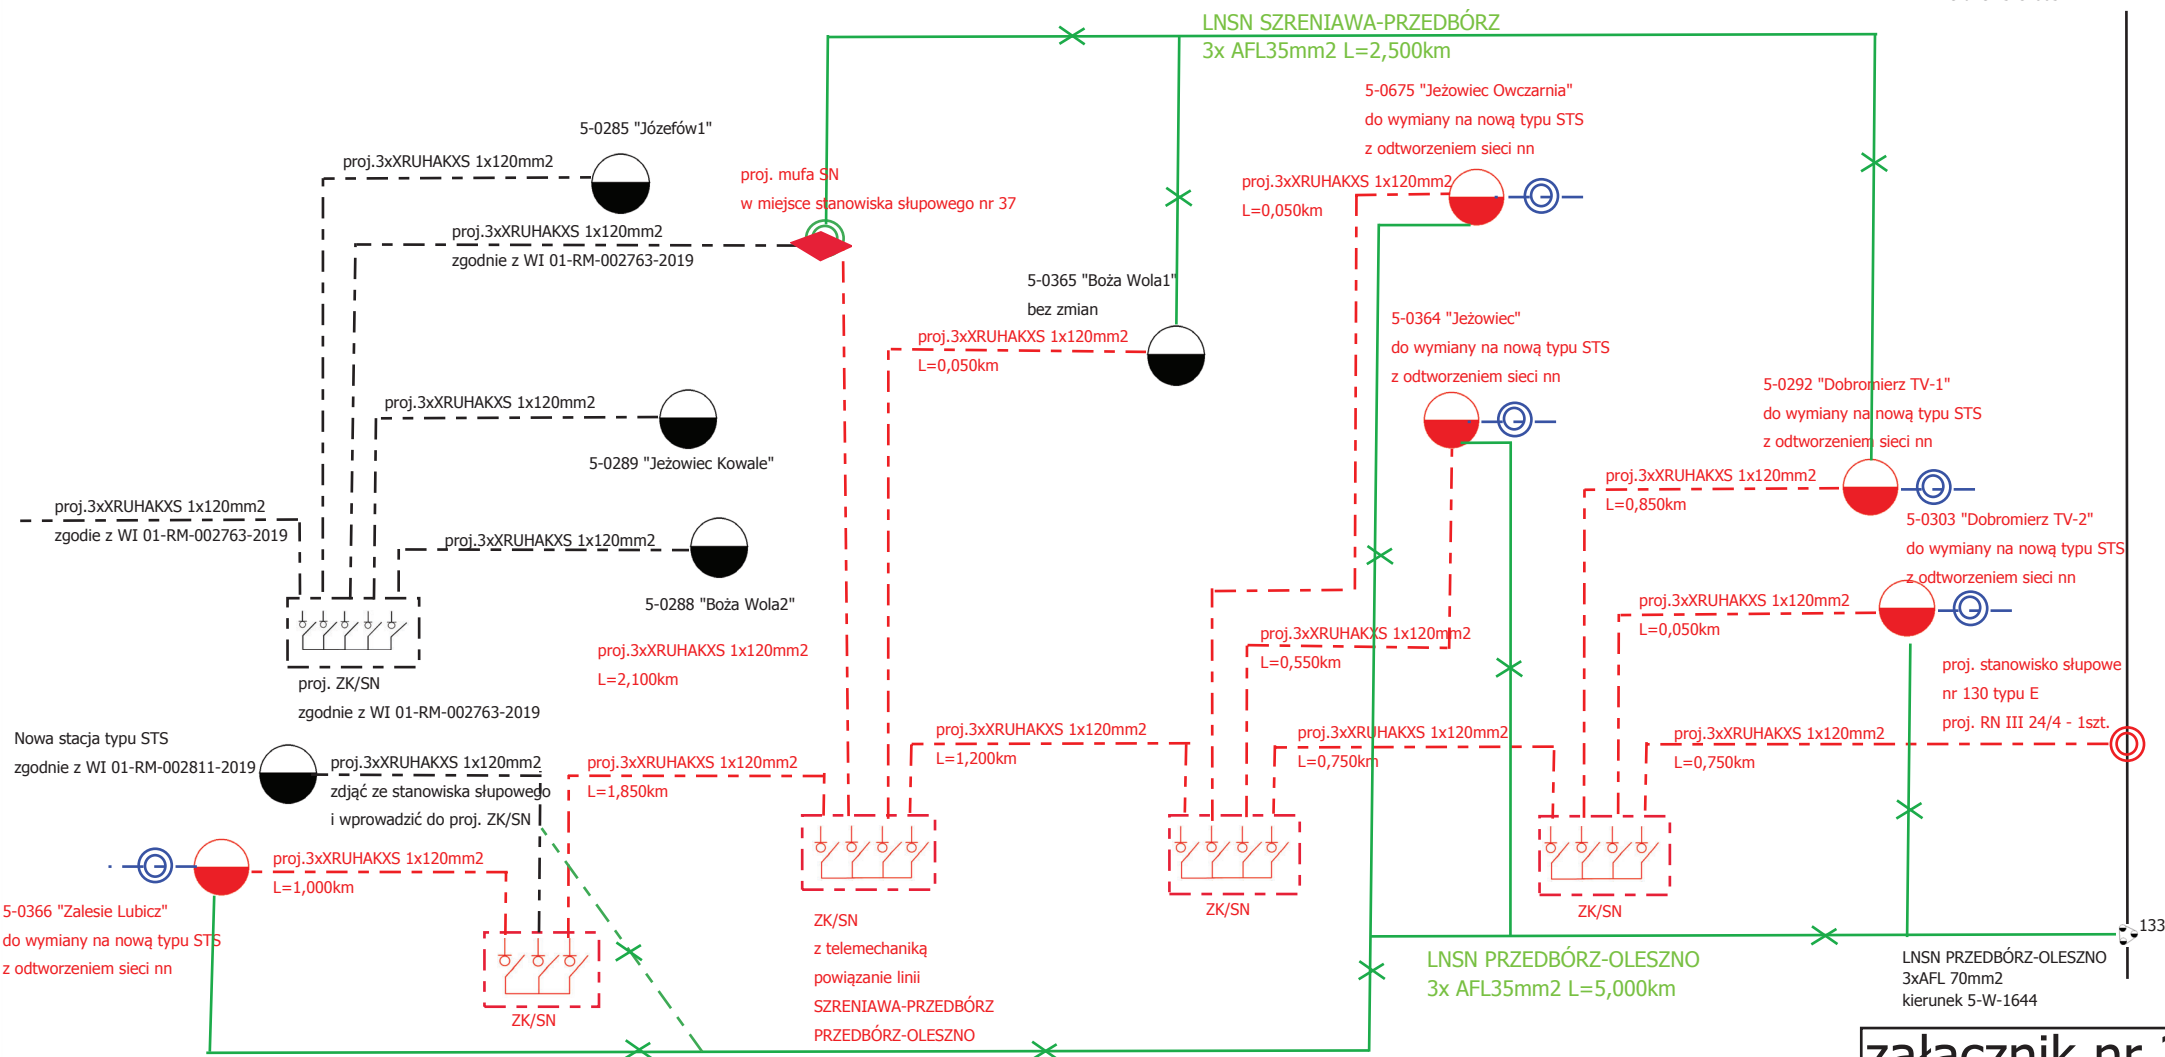 LNSN SZRENIAWA-PRZEDBÓRZ
3x AFL35mm2 L=2,500km
5-0675 "Jeżowiec Owczarnia"
do wymiany na nową typu STS
z odtworzeniem sieci nn
5-0285 "Józefów1"
proj.3xXRUHAKXS 1x120mm2
proj. mufa SN
w miejsce stanowiska słupowego nr 37
proj.3xXRUHAKXS 1x120mm2
L=0,050km
proj.3xXRUHAKXS 1x120mm2
zgodnie z WI 01-RM-002763-2019
5-0365 "Boża Wola1"
bez zmian
proj.3xXRUHAKXS 1x120mm2
L=0,050km
5-0364 "Jeżowiec"
do wymiany na nową typu STS
z odtworzeniem sieci nn
5-0292 "Dobromierz TV-1"
do wymiany na nową typu STS
z odtworzeniem sieci nn
proj.3xXRUHAKXS 1x120mm2
5-0289 "Jeżowiec Kowale"
proj.3xXRUHAKXS 1x120mm2
L=0,850km
proj.3xXRUHAKXS 1x120mm2
zgodie z WI 01-RM-002763-2019
5-0303 "Dobromierz TV-2"
do wymiany na nową typu STS
z odtworzeniem sieci nn
proj.3xXRUHAKXS 1x120mm2
5-0288 "Boża Wola2"
proj.3xXRUHAKXS 1x120mm2
L=0,050km
proj.3xXRUHAKXS 1x120mm2
L=2,100km
proj.3xXRUHAKXS 1x120mm2
L=0,550km
proj. stanowisko słupowe
nr 130 typu E
proj. RN III 24/4 - 1szt.
proj. ZK/SN
zgodnie z WI 01-RM-002763-2019
Nowa stacja typu STS
zgodnie z WI 01-RM-002811-2019
proj.3xXRUHAKXS 1x120mm2
zdjąć ze stanowiska słupowego
i wprowadzić do proj. ZK/SN
proj.3xXRUHAKXS 1x120mm2
L=1,850km
proj.3xXRUHAKXS 1x120mm2
L=1,200km
proj.3xXRUHAKXS 1x120mm2
L=0,750km
proj.3xXRUHAKXS 1x120mm2
L=0,750km
proj.3xXRUHAKXS 1x120mm2
L=1,000km
5-0366 "Zalesie Lubicz"
do wymiany na nową typu STS
z odtworzeniem sieci nn
ZK/SN
ZK/SN
z telemechaniką
powiązanie linii
SZRENIAWA-PRZEDBÓRZ
PRZEDBÓRZ-OLESZNO
ZK/SN
ZK/SN
133
LNSN PRZEDBÓRZ-OLESZNO
3x AFL35mm2 L=5,000km
LNSN PRZEDBÓRZ-OLESZNO
3xAFL 70mm2
kierunek 5-W-1644
załącznik nr